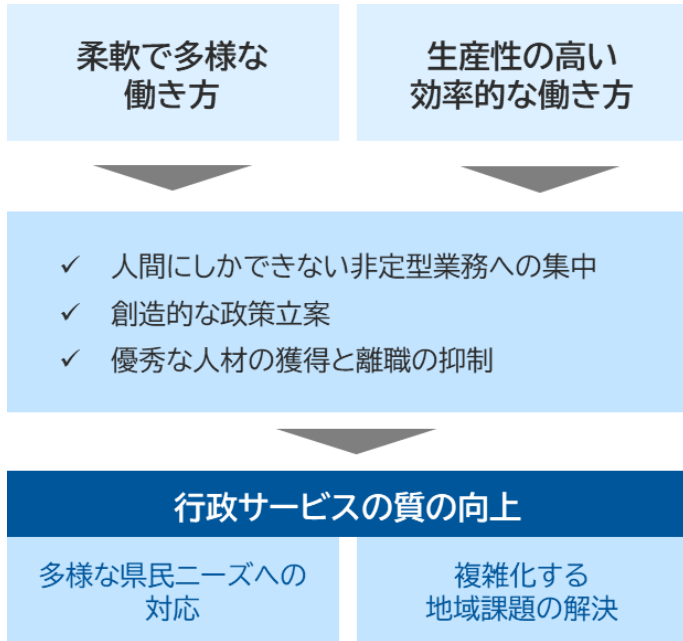 柔軟で多様な
働き方
生産性の高い
効率的な働き方
✓ 人間にしかできない非定型業務への集中
✓ 創造的な政策立案
✓ 優秀な人材の獲得と離職の抑制
行政サービスの質の向上
多様な県民ニーズへの
対応
複雑化する
地域課題の解決